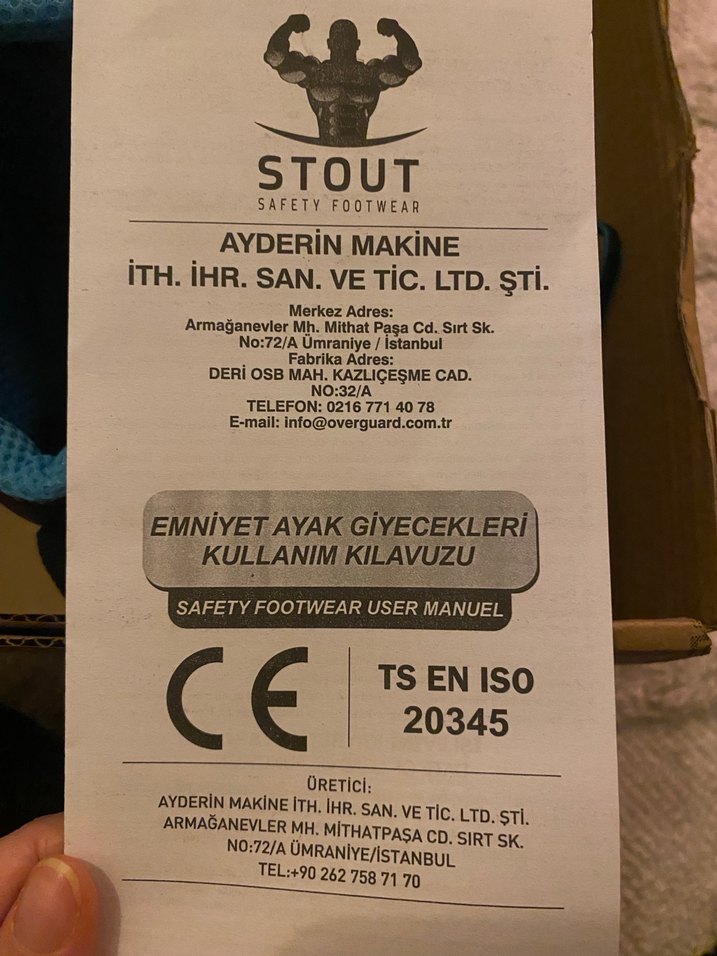 STOUT
SAFETY FOOTWEAR
AYDERİN MAKİNE
İTH. İHR. SAN. VE TİC. LTD. ŞTİ.
Merkez Adres:
Armağanevler Mh. Mithat Paşa Cd. Sırt Sk.
No:72/A Ümraniye / İstanbul
Fabrika Adres:
DERİ OSB MAH. KAZLIÇEŞME CAD.
NO:32/A
TELEFON: 0216 771 40 78
E-mail: info@overguard.com.tr
EMNİYET AYAK GİYECEKLERİ
KULLANIM KILAVUZU
SAFETY FOOTWEAR USER MANUEL
CE
TS EN ISO
20345
ÜRETİCİ:
AYDERİN MAKİNE İTH. İHR. SAN. VE TİC. LTD. ŞTİ.
ARMAĞANEVLER MH. MİTHATPAŞA CD. SIRT SK.
NO:72/A ÜMRANİYE/İSTANBUL
TEL:+90 262 758 71 70